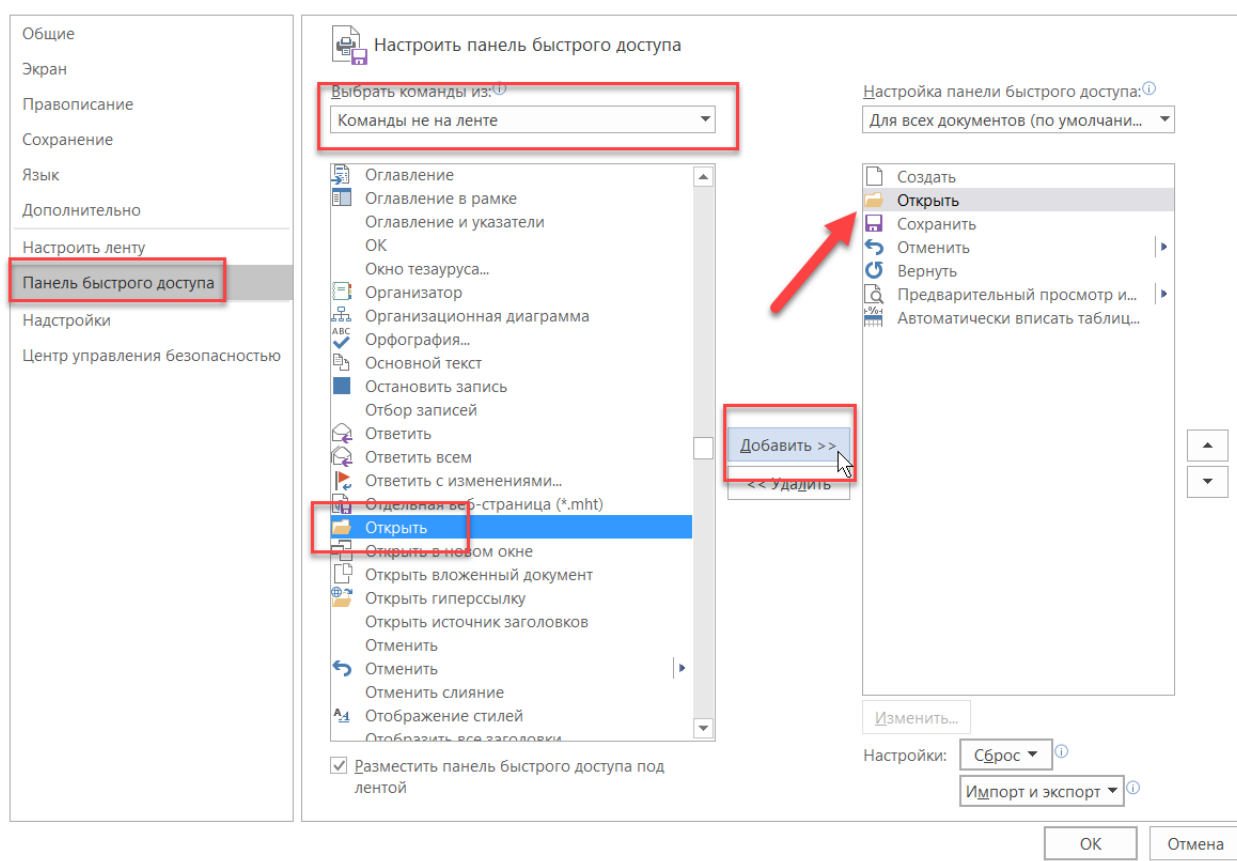 Общие
Экран
Правописание
Сохранение
Язык
Дополнительно
Настроить ленту
Панель быстрого доступа
Надстройки
Центр управления безопасностью
Настроить панель быстрого доступа
Выбрать команды из:
Команды не на ленте
Оглавление
Оглавление в рамке
Оглавление и указатели
ОК
Окно тезауруса...
Организатор
Организационная диаграмма
ABC
Орфография...
Основной текст
Остановить запись
Отбор записей
Ответить
Ответить всем
Ответить с изменениями...
Отдельная веб-страница (*.mht)
Открыть
Открыть в новом окне
Открыть вложенный документ
Открыть гиперссылку
Открыть источник заголовков
Отменить
Отменить
Отменить слияние
Отображение стилей
Отобразить все заголовки
Разместить панель быстрого доступа под
лентой
Добавить >>
<< Удалить
Настройка панели быстрого доступа:
Для всех документов (по умолчани...
Создать
Открыть
Сохранить
Отменить
Вернуть
Предварительный просмотр и...
Автоматически вписать таблиц...
Изменить...
Настройки:
Сброс
Импорт и экспорт
ОК
Отмена